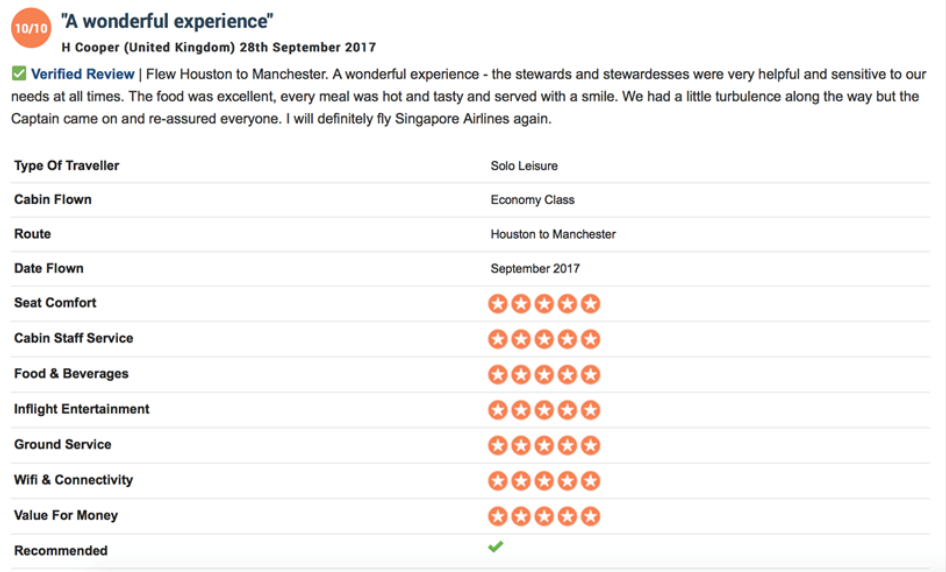 10/10
"A wonderful experience"
H Cooper (United Kingdom) 28th September 2017
Verified Review | Flew Houston to Manchester. A wonderful experience - the stewards and stewardesses were very helpful and sensitive to our
needs at all times. The food was excellent, every meal was hot and tasty and served with a smile. We had a little turbulence along the way but the
Captain came on and re-assured everyone. I will definitely fly Singapore Airlines again.
Type Of Traveller Solo Leisure
Cabin Flown Economy Class
Route Houston to Manchester
Date Flown September 2017
Seat Comfort
Cabin Staff Service
Food & Beverages
Inflight Entertainment
Ground Service
Wifi & Connectivity
Value For Money
Recommended